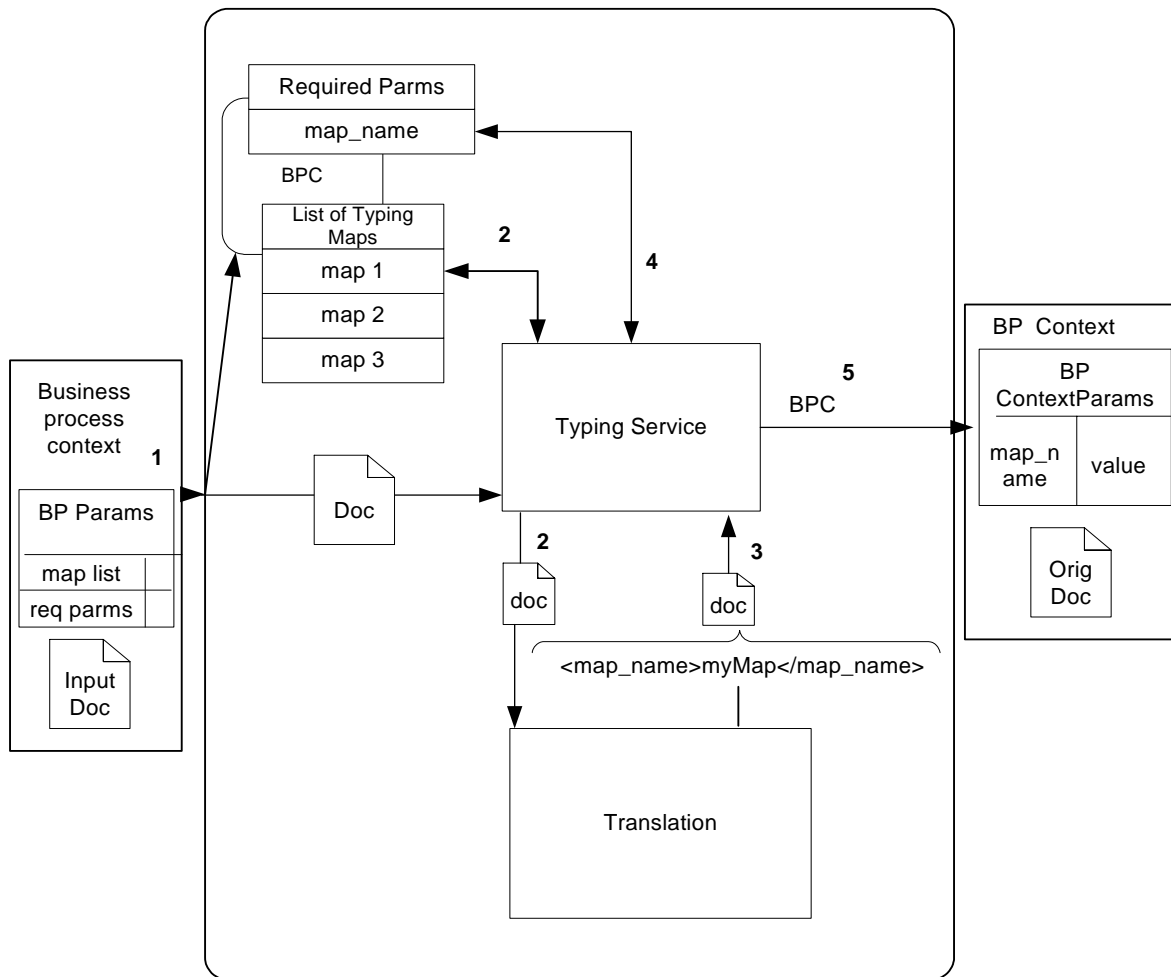 Required Parms
map_name
BPC
List of Typing
Maps
map 1
map 2
map 3
2
4
Business
process
context
1
BP Params
map list
req parms
Input
Doc
Doc
Typing Service
5
BPC
BP Context
BP
ContextParams
map_n
ame
value
Orig
Doc
2
doc
3
doc
<map_name>myMap</map_name>
Translation